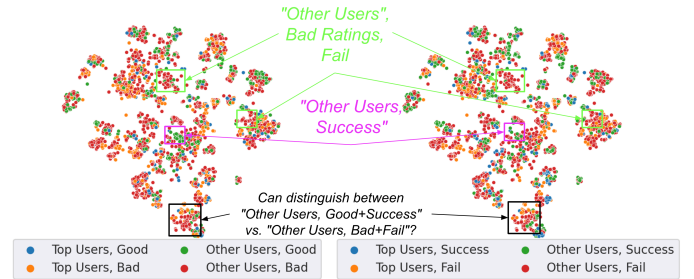 "Other Users",
Bad Ratings,
Fail
"Other Users,
Success"
Can distinguish between
"Other Users, Good+Success"
vs. "Other Users, Bad+Fail"?
Top Users, Good
Other Users, Good
Top Users, Bad
Other Users, Bad
Top Users, Success
Other Users, Success
Top Users, Fail
Other Users, Fail